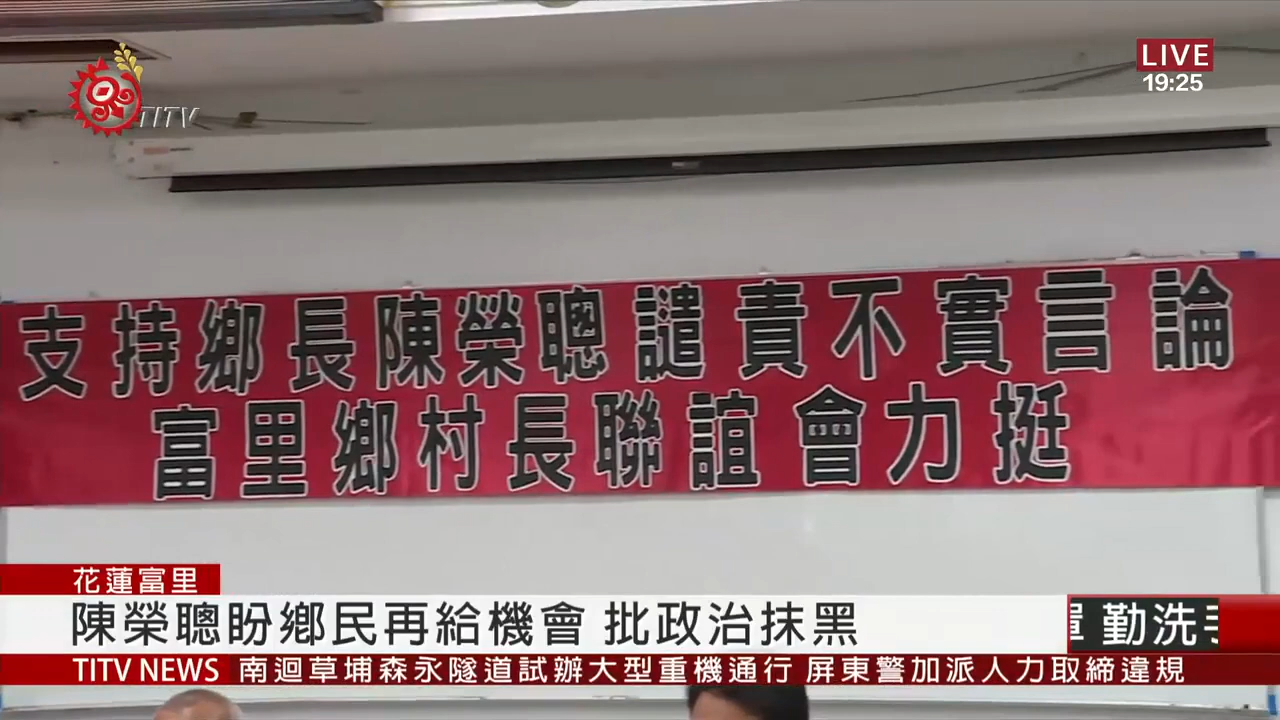 LIVE
19:25
TITV
支持鄉長陳榮聰譴責不實言論
富里鄉村長聯誼會力挺
花蓮富里
陳榮聰盼鄉民再給機會 批政治抹黑
勤洗
TITV NEWS 南迴草埔森永隧道試辦大型重機通行 屏東警加派人力取締違規